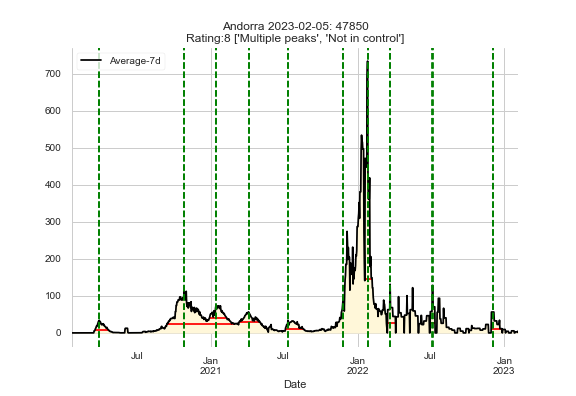 Andorra 2023-02-05: 47850
Rating:8 ['Multiple peaks', 'Not in control']
Average-7d
700
600
500
400
300
200
100
0
Jul
Jan
2021
Jul
Jan
2022
Jul
Jan
2023
Date